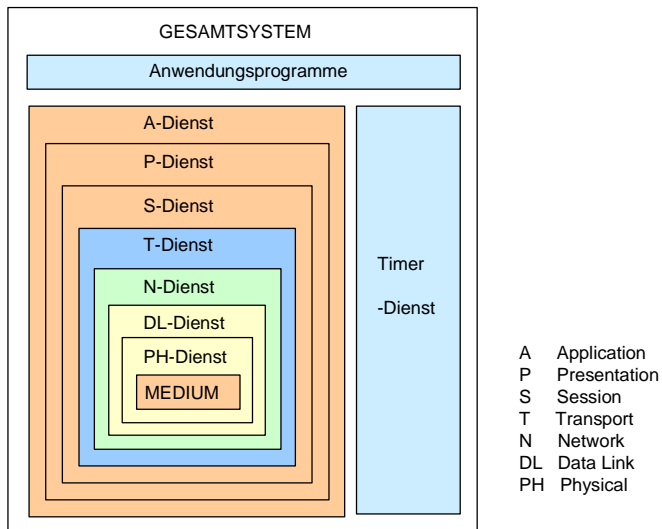 GESAMTSYSTEM
Anwendungsprogramme
A-Dienst
P-Dienst
S-Dienst
T-Dienst
N-Dienst
DL-Dienst
PH-Dienst
MEDIUM
Timer
-Dienst
A Application
P Presentation
S Session
T Transport
N Network
DL Data Link
PH Physical